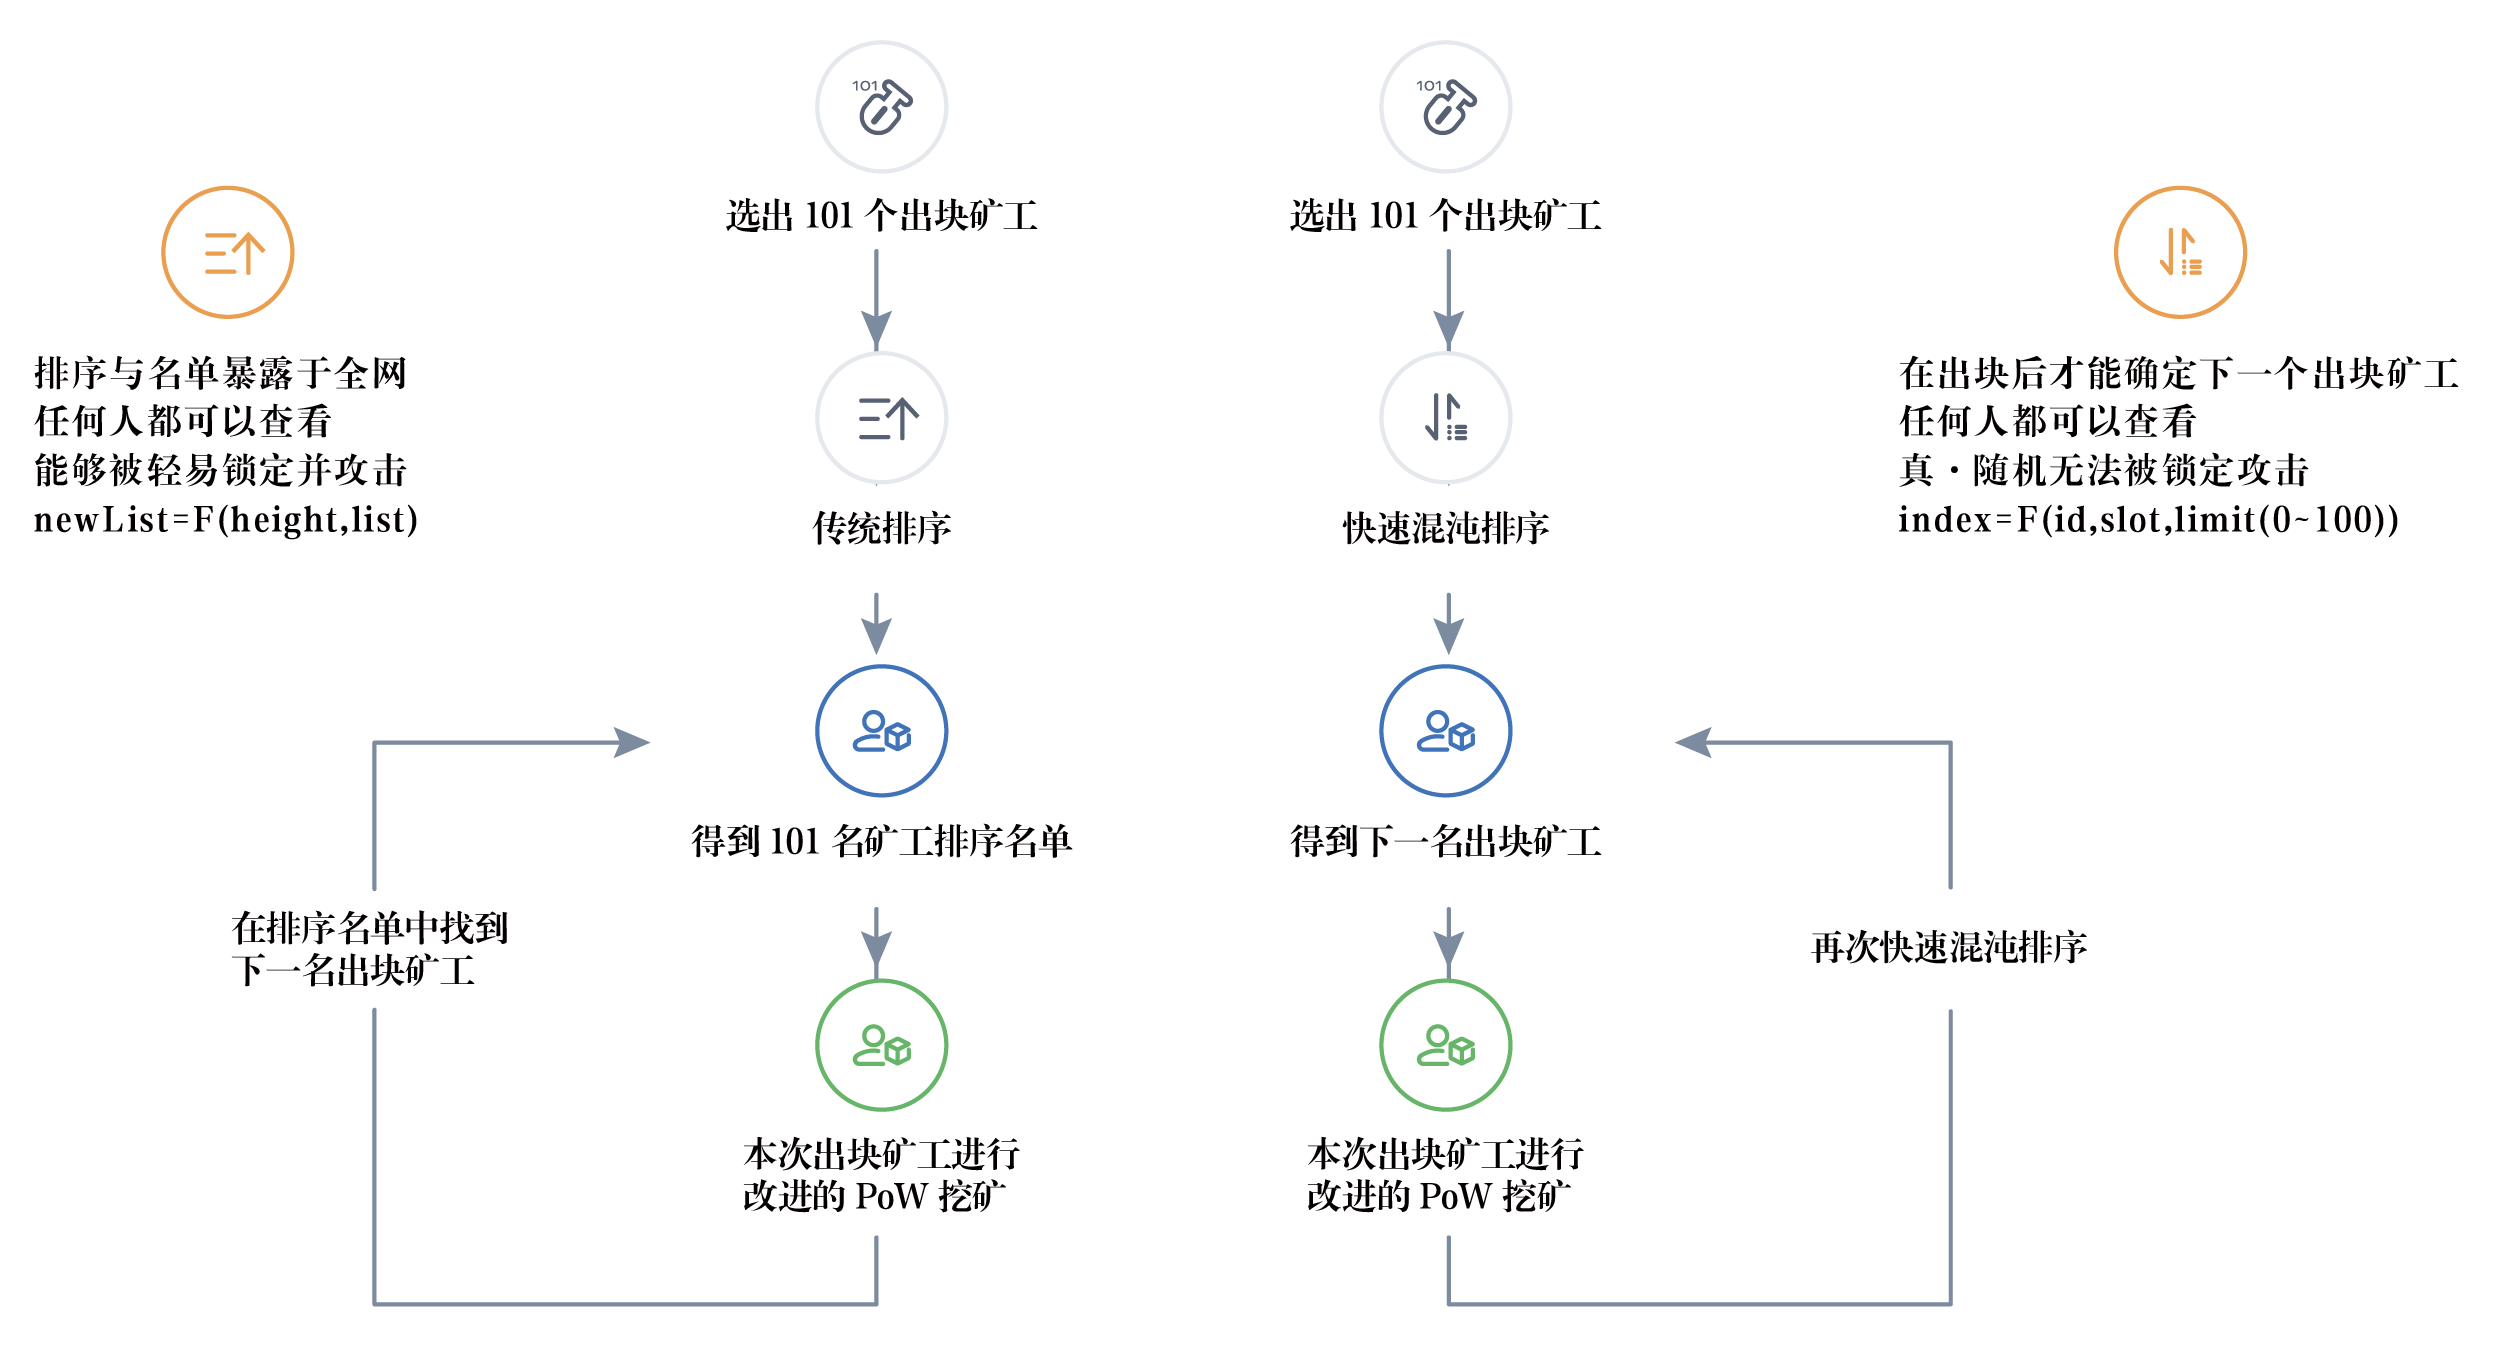 101
选出 101 个出块矿工
101
选出 101 个出块矿工
排序与名单暴露于全网
任何人都可以查看
能够被轻易锁定并攻击
newList=F(height,list)
传统排序
快速混沌排序
在出块后才能确定下一个出块矿工
任何人都可以查看
真·随机无法被锁定攻击
index=F(id,slot,limit(0~100))
得到 101 名矿工排序名单
得到下一名出块矿工
在排序名单中找到
下一名出块矿工
再次快速混沌排序
本次出块矿工进行
改进的 PoW 挖矿
本次出块矿工进行
改进的 PoW 挖矿